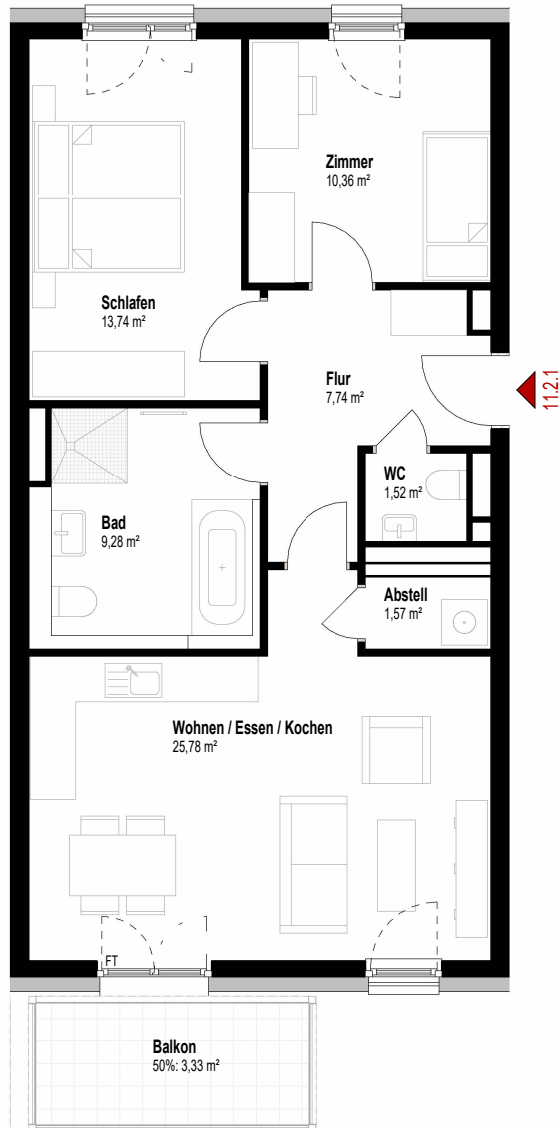 Zimmer
10,36 m²
Schlafen
13,74 m²
Flur
7,74 m²
11.2.1
WC
1,52 m²
Bad
9,28 m²
Abstell
1,57 m²
Wohnen / Essen / Kochen
25,78 m²
FT
Balkon
50%: 3,33 m²